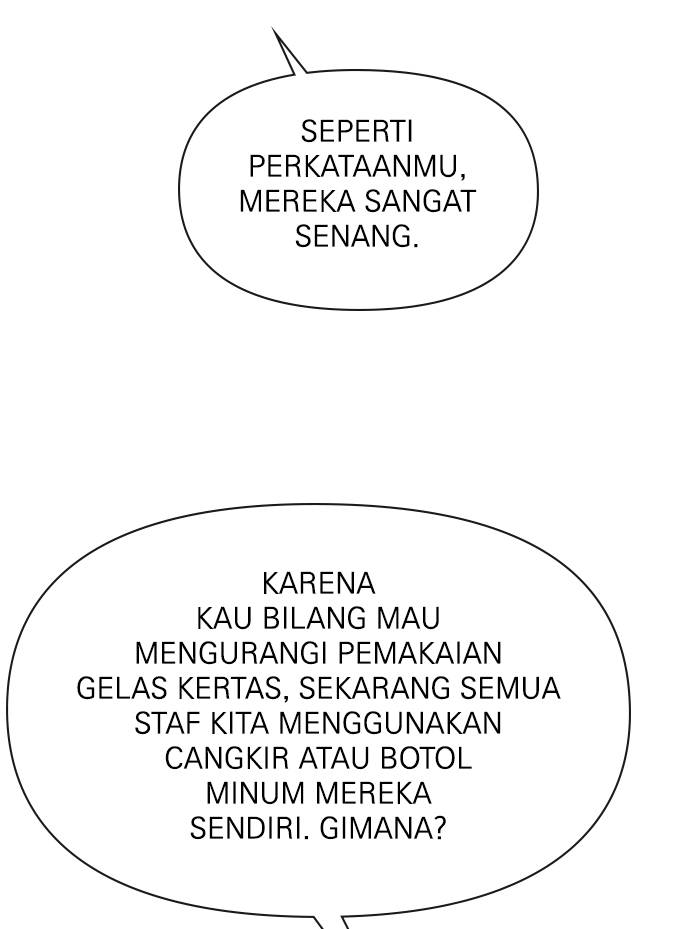 SEPERTI
PERKATAANMU,
MEREKA SANGAT
SENANG.
KARENA
KAU BILANG MAU
MENGURANGI PEMAKAIAN
GELAS KERTAS, SEKARANG SEMUA
STAF KITA MENGGUNAKAN
CANGKIR ATAU BOTOL
MINUM MEREKA
SENDIRI. GIMANA?